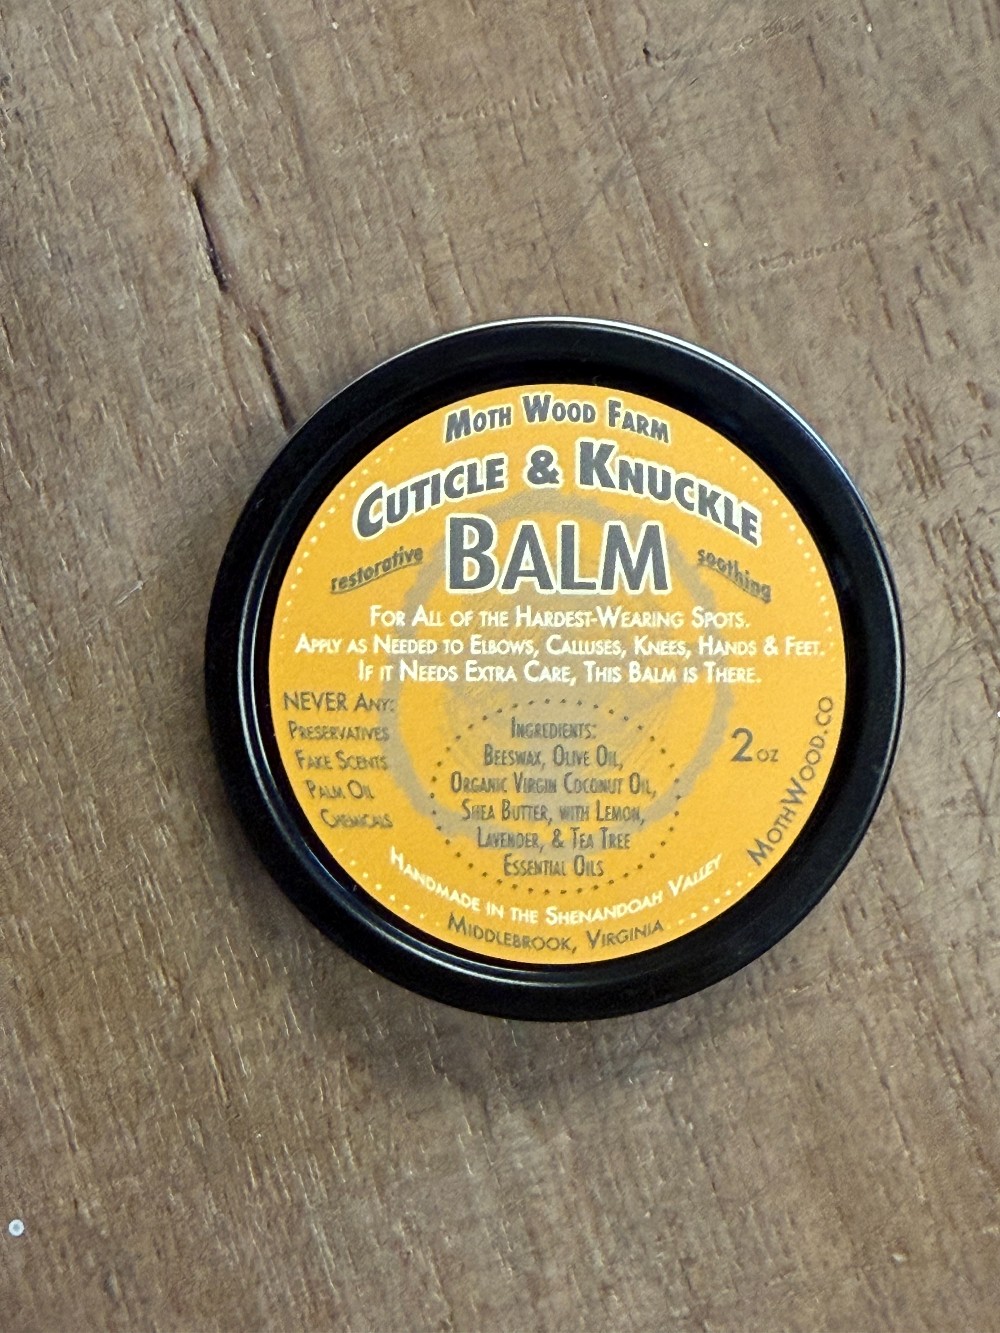 Moth Wood Farm
Cuticle & Knuckle
Balm
restorative
soothing
For All of the Hardest-Wearing Spots.
Apply as Needed to Elbows, Calluses, Knees, Hands & Feet.
If it Needs Extra Care, This Balm is There.
NEVER Any:
Preservatives
Fake Scents
Palm Oil
Chemicals
Ingredients:
Beeswax, Olive Oil,
Organic Virgin Coconut Oil,
Shea Butter, with Lemon,
Lavender, & Tea Tree
Essential Oils
2 oz
MothWood.co
Handmade in the Shenandoah Valley
Middlebrook, Virginia